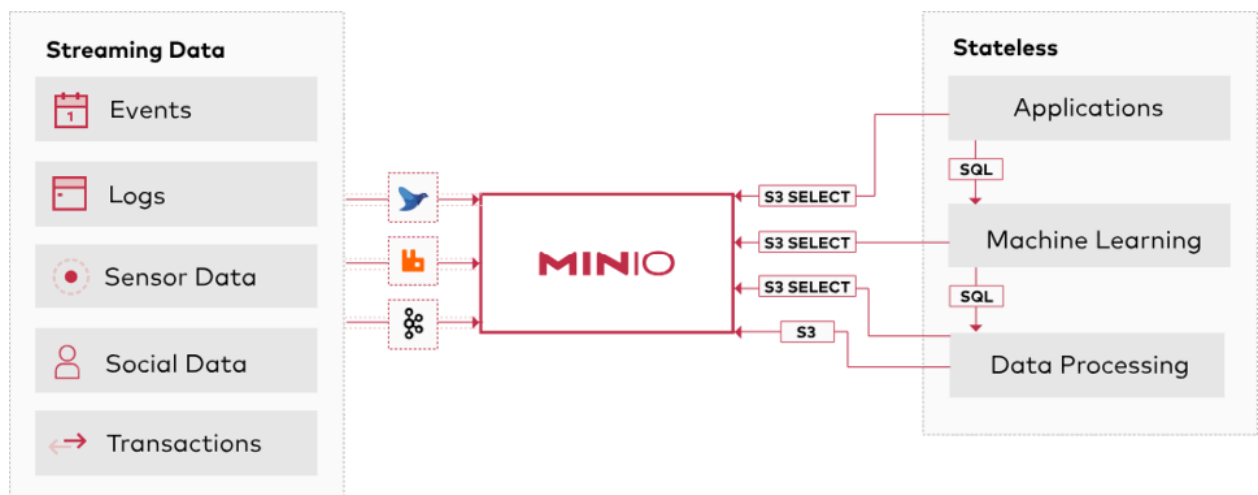 Streaming Data
1
Events
Logs
Sensor Data
Social Data
Transactions
MINIO
S3 SELECT
S3 SELECT
S3 SELECT
S3
Stateless
Applications
SQL
Machine Learning
SQL
Data Processing